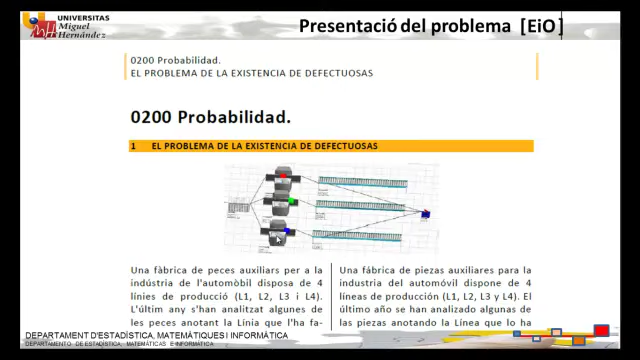 UNIVERSITAS
Miguel
Hernández
Presentació del problema [EiO]
0200 Probabilidad.
EL PROBLEMA DE LA EXISTENCIA DE DEFECTUOSAS
0200 Probabilidad.
1 EL PROBLEMA DE LA EXISTENCIA DE DEFECTUOSAS
Una fàbrica de peces auxiliars per a la
indústria de l'automòbil disposa de 4
línies de producció (L1, L2, L3 i L4).
L'últim any s'han analitzat algunes de
les peces anotant la Línia que l'ha fa-
Una fábrica de piezas auxiliares para la
industria del automóvil dispone de 4
líneas de producción (L1, L2, L3 y L4). El
último año se han analizado algunas de
las piezas anotando la Línea que lo ha
DEPARTAMENT D'ESTADÍSTICA, MATEMÀTIQUES I INFORMÀTICA
DEPARTAMENTO DE ESTADÍSTICA, MATEMÁTICAS E INFORMÁTICA